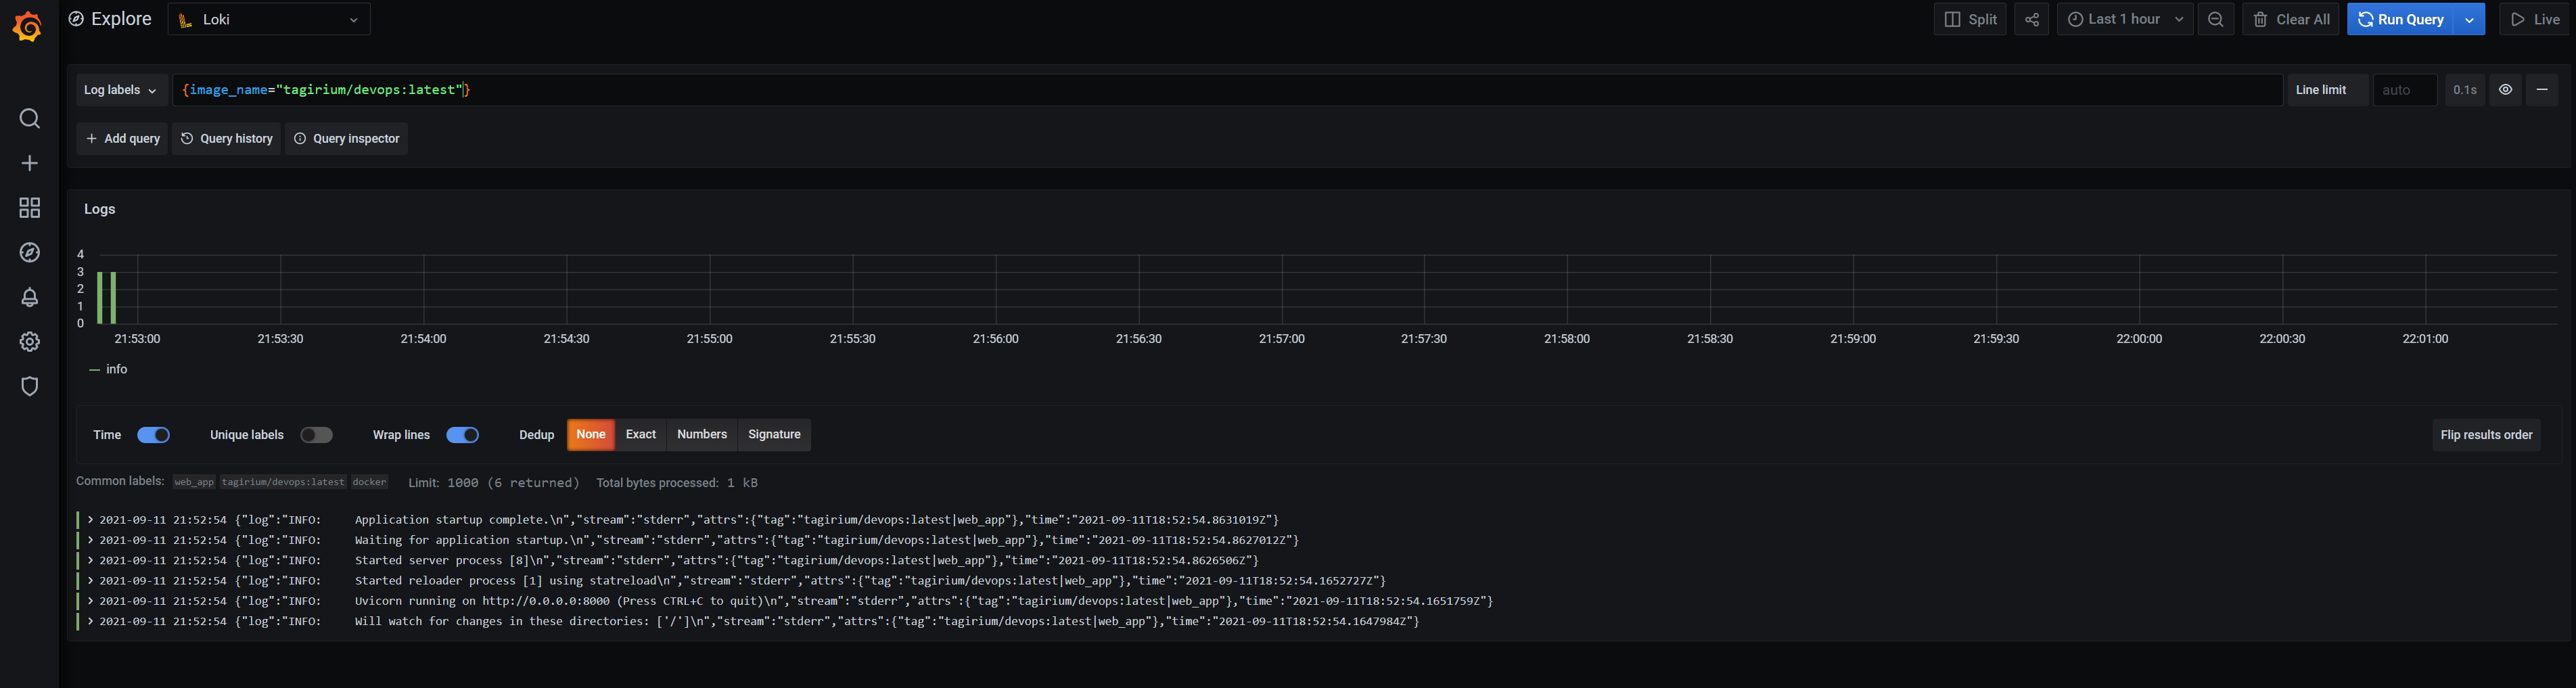 Explore Loki Split Last 1 hour Clear All Run Query Live
Log labels {image_name="tagirium/devops:latest"} Line limit auto 0.1s
Add query Query history Query inspector
Logs
4
3
2
1
0
21:53:00 21:53:30 21:54:00 21:54:30 21:55:00 21:55:30 21:56:00 21:56:30 21:57:00 21:57:30 21:58:00 21:58:30 21:59:00 21:59:30 22:00:00 22:00:30 22:01:00
info
Time Unique labels Wrap lines Dedup None Exact Numbers Signature Flip results order
Common labels: web_app tagirium/devops:latest docker Limit: 1000 (6 returned) Total bytes processed: 1 kB
2021-09-11 21:52:54 {"log":"INFO:     Application startup complete.\n","stream":"stderr","attrs":{"tag":"tagirium/devops:latest|web_app"},"time":"2021-09-11T18:52:54.8631019Z"}
2021-09-11 21:52:54 {"log":"INFO:     Waiting for application startup.\n","stream":"stderr","attrs":{"tag":"tagirium/devops:latest|web_app"},"time":"2021-09-11T18:52:54.8627012Z"}
2021-09-11 21:52:54 {"log":"INFO:     Started server process [8]\n","stream":"stderr","attrs":{"tag":"tagirium/devops:latest|web_app"},"time":"2021-09-11T18:52:54.8626506Z"}
2021-09-11 21:52:54 {"log":"INFO:     Started reloader process [1] using statreload\n","stream":"stderr","attrs":{"tag":"tagirium/devops:latest|web_app"},"time":"2021-09-11T18:52:54.1652727Z"}
2021-09-11 21:52:54 {"log":"INFO:     Uvicorn running on http://0.0.0.0:8000 (Press CTRL+C to quit)\n","stream":"stderr","attrs":{"tag":"tagirium/devops:latest|web_app"},"time":"2021-09-11T18:52:54.1651759Z"}
2021-09-11 21:52:54 {"log":"INFO:     Will watch for changes in these directories: ['/']\n","stream":"stderr","attrs":{"tag":"tagirium/devops:latest|web_app"},"time":"2021-09-11T18:52:54.1647984Z"}